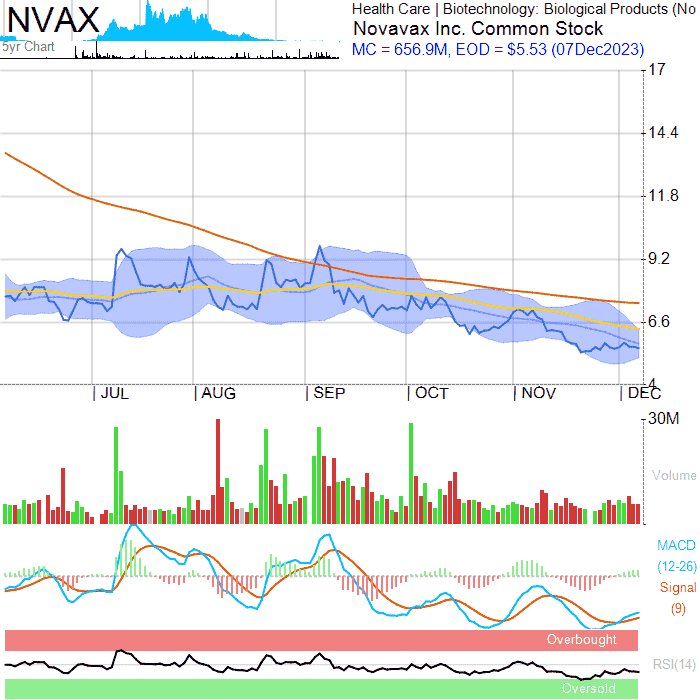 NVAX
5yr Chart
Health Care | Biotechnology: Biological Products (No
Novavax Inc. Common Stock
MC = 656.9M, EOD = $5.53 (07Dec2023)
17
14.4
11.8
9.2
6.6
4
JUL AUG SEP OCT NOV DEC
30M
Volume
MACD
(12-26)
Signal
(9)
Overbought
RSI(14)
Oversold